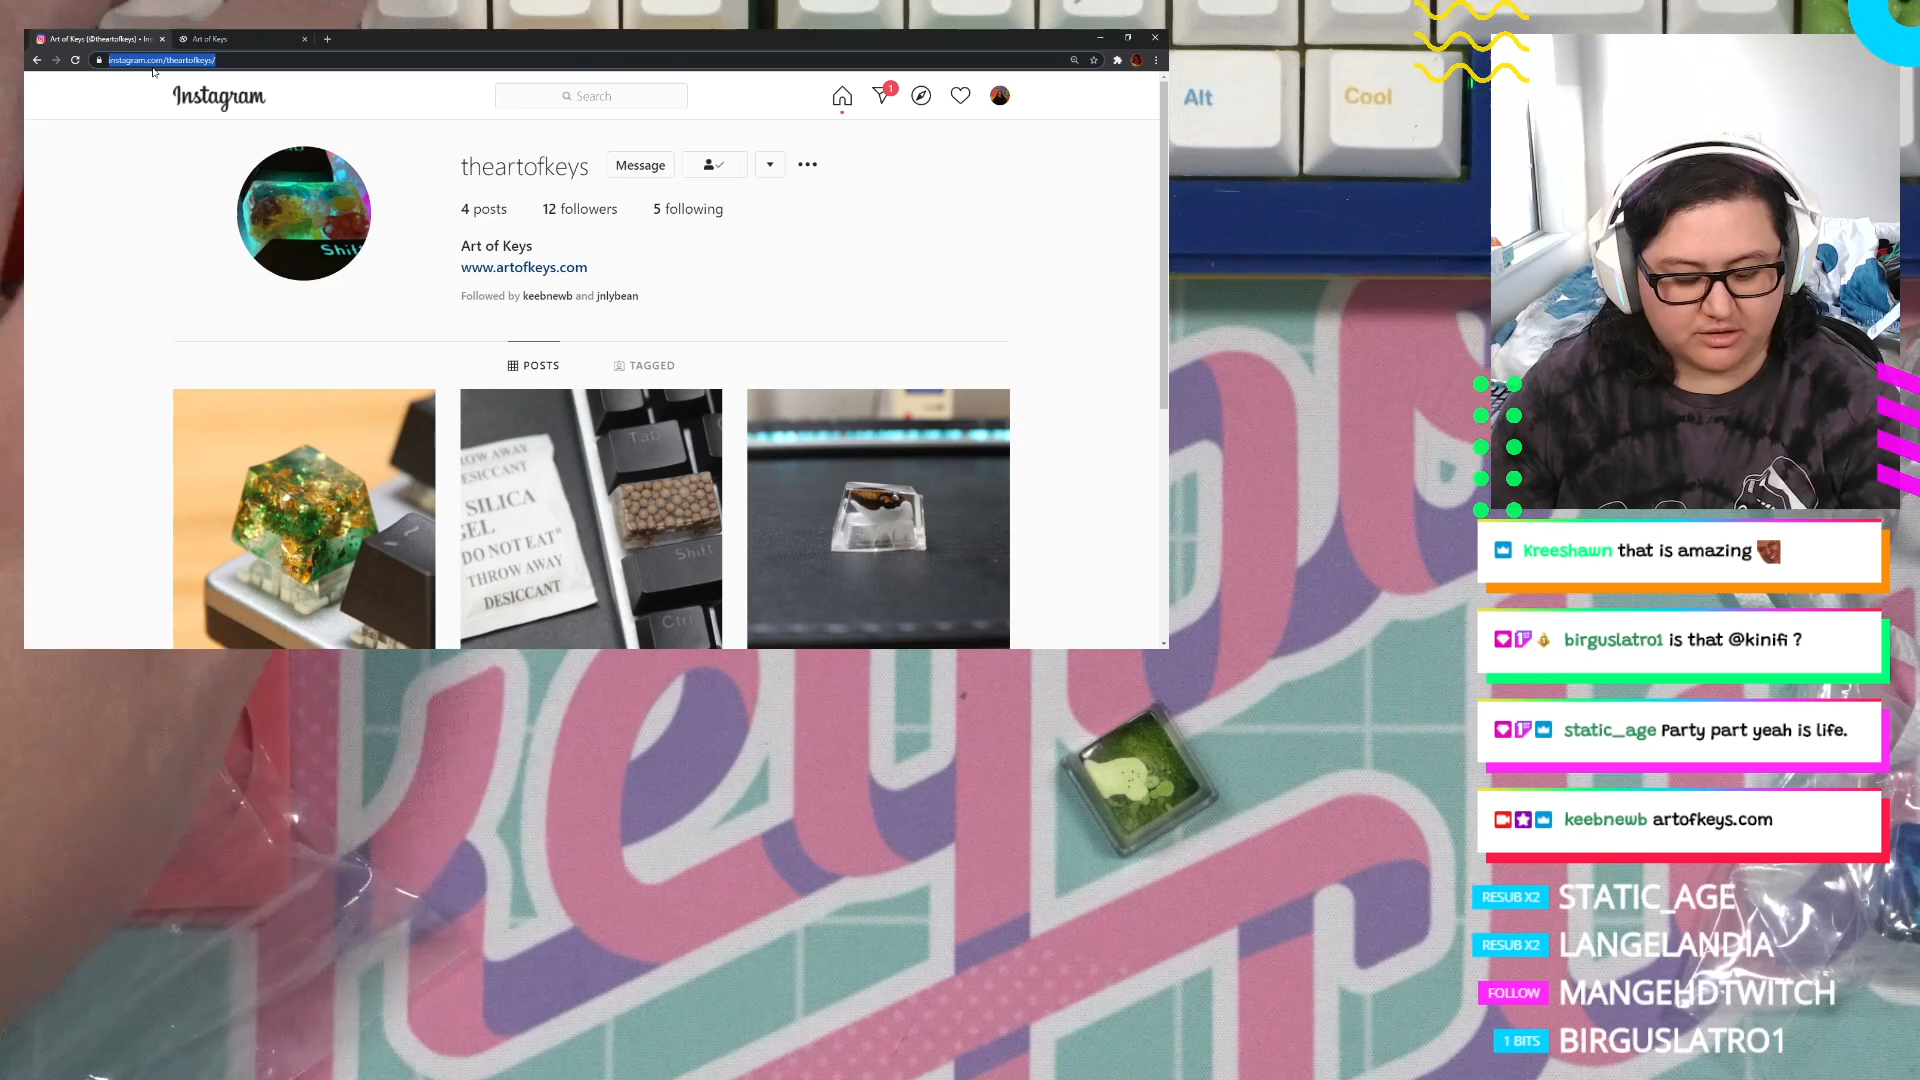 Art of Keys (@theartofkeys) • Ins
Art of Keys
instagram.com/theartofkeys/
Instagram
Search
1
theartofkeys
Message
4 posts
12 followers
5 following
Art of Keys
www.artofkeys.com
Followed by keebnewb and jnlybean
POSTS
TAGGED
Shift
ROW AWAY
DESICCANT
SILICA
GEL
"DO NOT EAT"
THROW AWAY
DESICCANT
Tab
Shift
Ctrl
Alt
Cool
Kreeshawn that is amazing
birguslatro1 is that @kinifi ?
static_age Party part yeah is life.
keebnewb artofkeys.com
RESUB X2 STATIC_AGE
RESUB X2 LANGELANDIA
FOLLOW MANGEHDTWITCH
1 BITS BIRGUSLATRO1